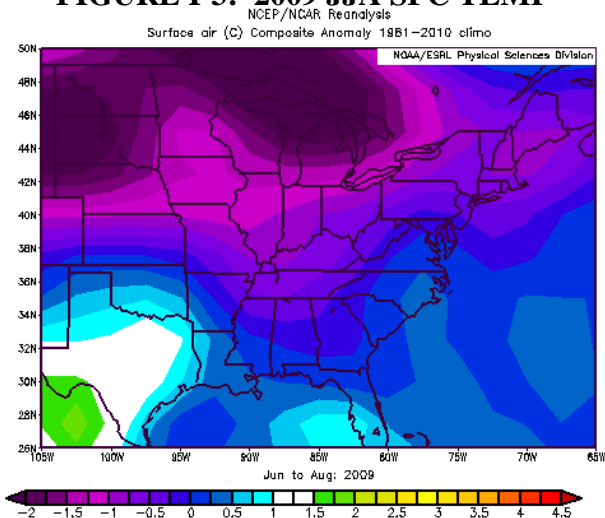 FIGURE F3: 2009 JJA SFC TEMP
NCEP/NCAR Reanalysis
Surface air (C) Composite Anomaly 1981-2010 climo
NOAA/ESRL Physical Sciences Division
50N
48N
46N
44N
42N
40N
38N
36N
34N
32N
30N
28N
26N
105W 100W 95W 90W 85W 80W 75W 70W 65W
Jun to Aug: 2009
-2 -1.5 -1 -0.5 0 0.5 1 1.5 2 2.5 3 3.5 4 4.5